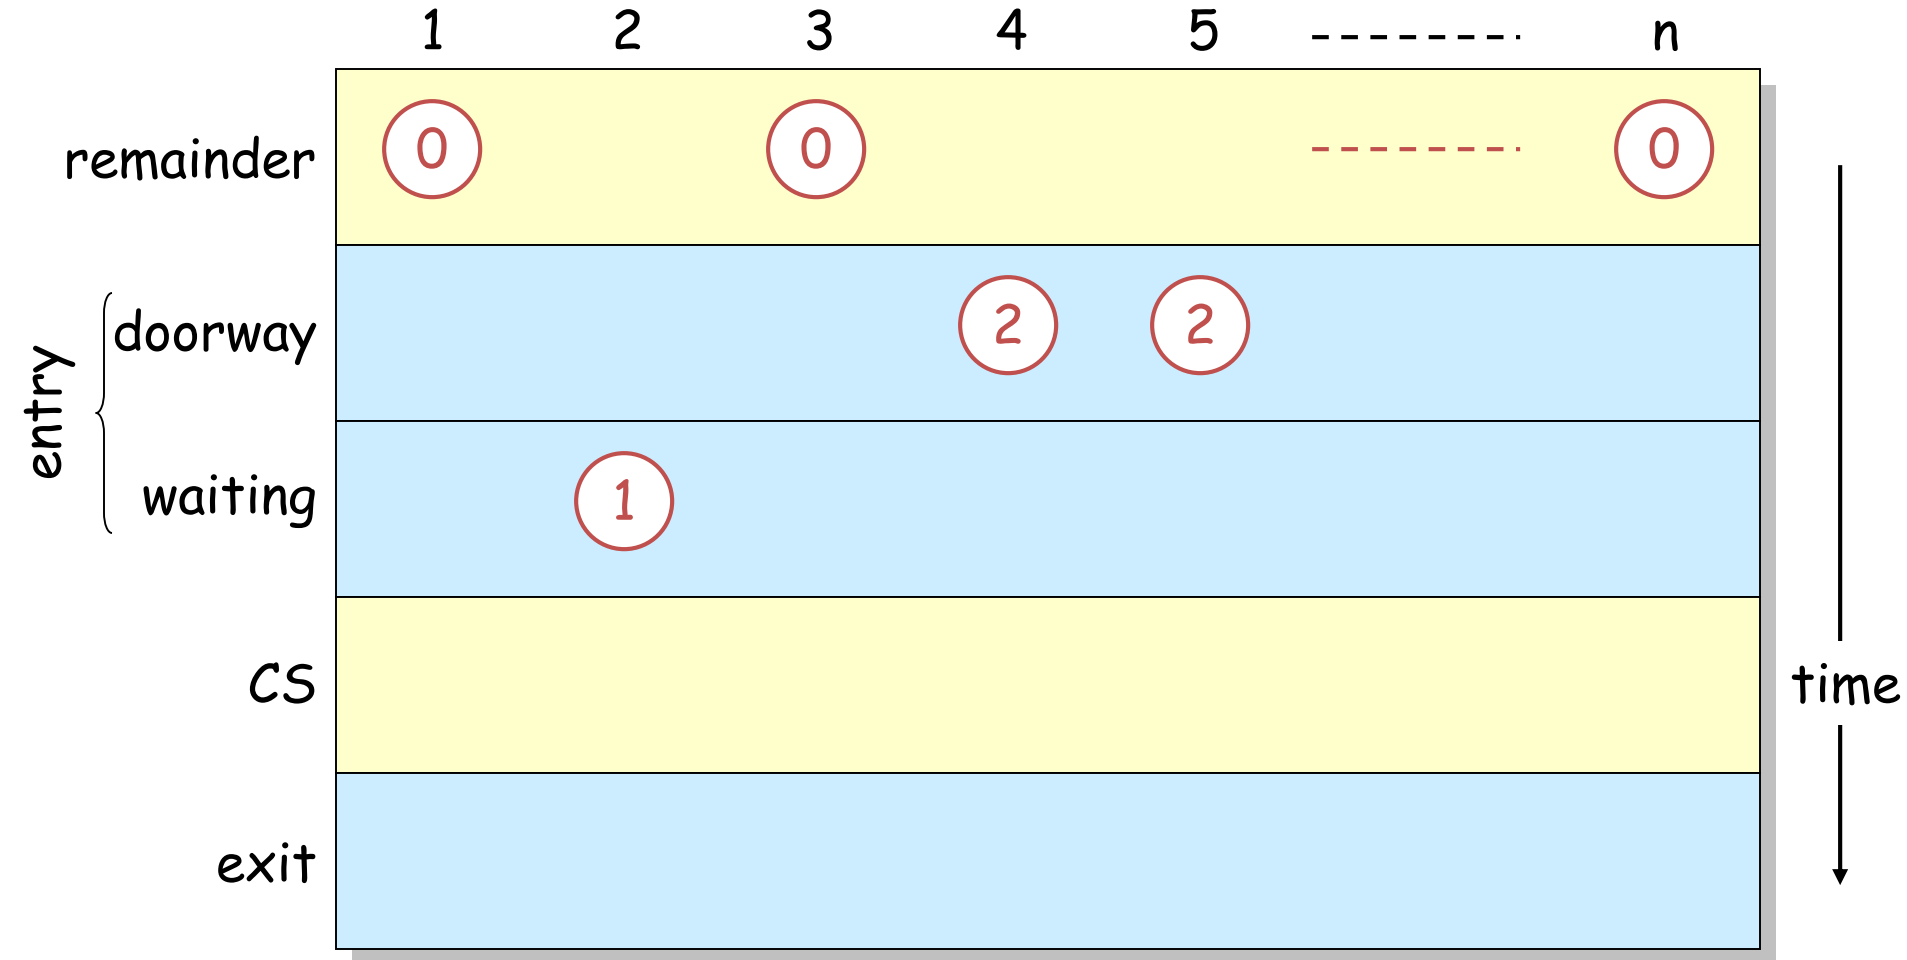 1 2 3 4 5 n
remainder 0 0 0
entry
doorway 2 2
waiting 1
CS
time
exit